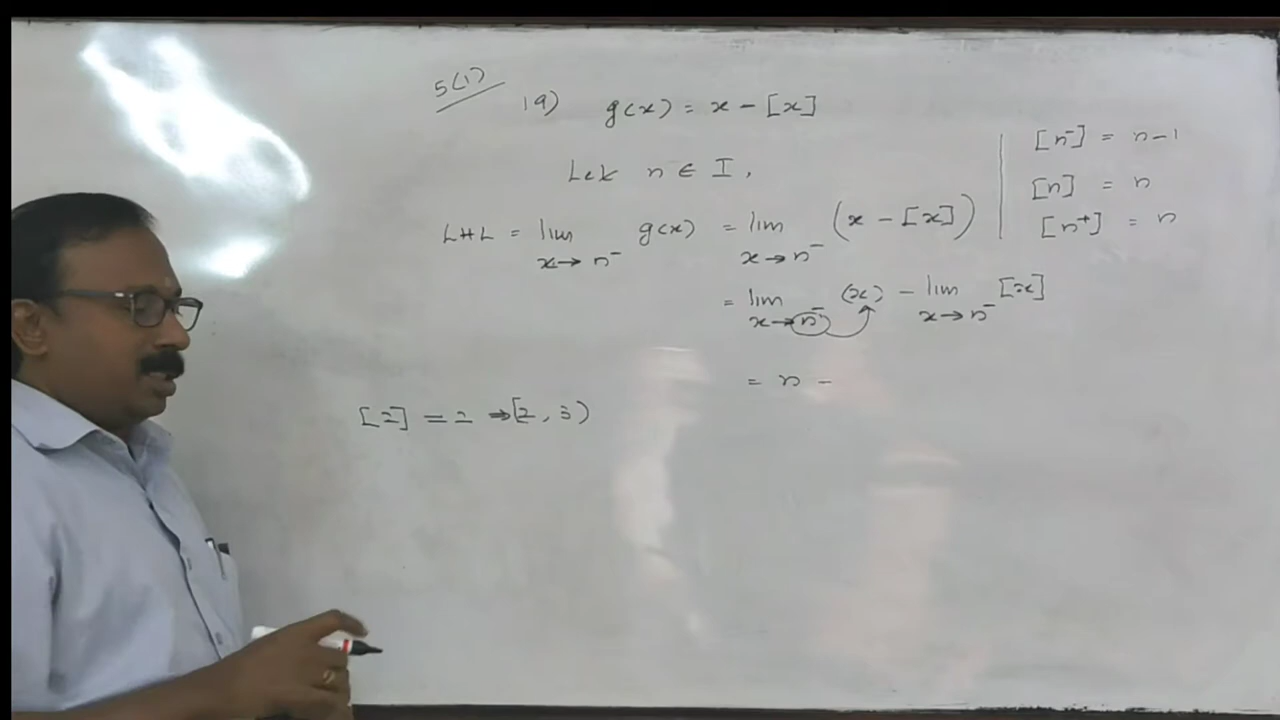 5(1)
19) g(x) = x - [x]
Let n ∈ I,
LHL = lim x→n⁻ g(x) = lim x→n⁻ (x - [x])
= lim x→n⁻ (x) - lim x→n⁻ [x]
= n -
[n⁻] = n-1
[n] = n
[n⁺] = n
[2] = 2 ⇒ [2, 3)